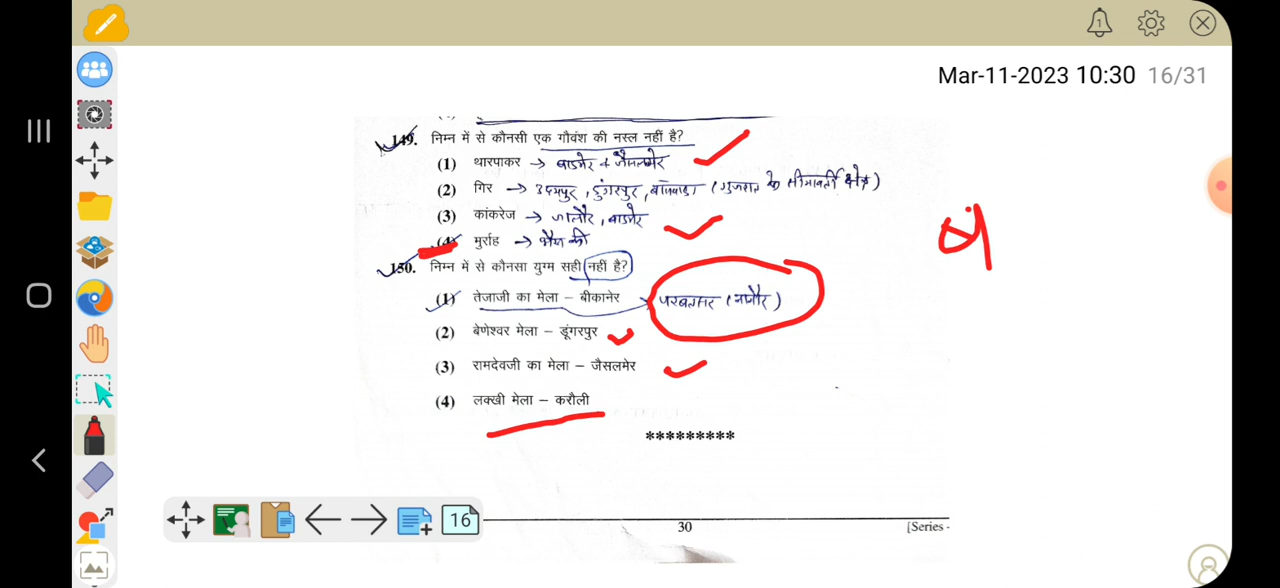 Mar-11-2023 10:30 16/31
149. निम्न में से कौनसी एक गौवंश की नस्ल नहीं है?
(1) थारपाकर → बाडमेर + जैसलमेर
(2) गिर → उदयपुर, डुंगरपुर, बाँसवाडा (गुजरात के सीमावर्ती क्षेत्र)
(3) कांकरेज → जालौर, बाडमेर
(4) मुर्राह → भैंस की
150. निम्न में से कौनसा युग्म सही नहीं है?
(1) तेजाजी का मेला – बीकानेर परबतसर (नागौर)
(2) बेणेश्वर मेला – डूंगरपुर
(3) रामदेवजी का मेला – जैसलमेर
(4) लक्खी मेला – करौली
*********
16
30 [Series -